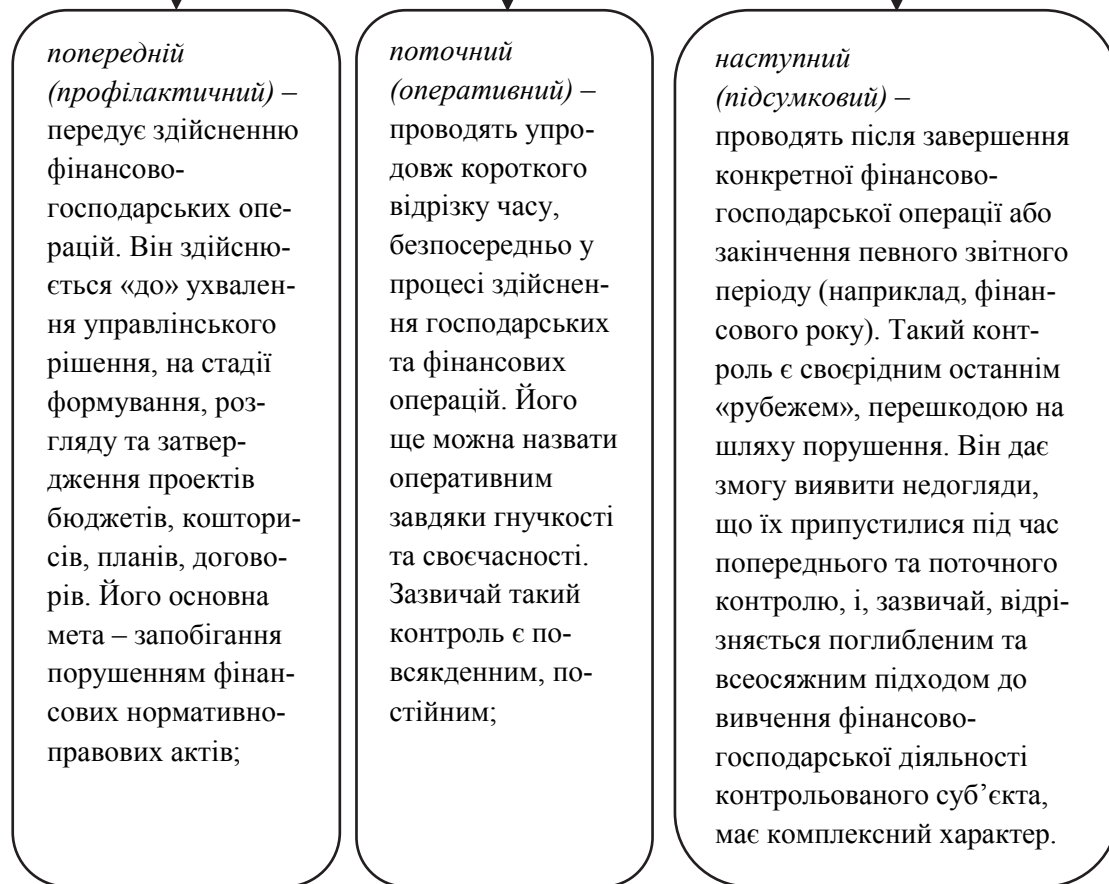 попередній
(профілактичний) –
передує здійсненню
фінансово-
господарських опе-
рацій. Він здійсню-
ється «до» ухвален-
ня управлінського
рішення, на стадії
формування, роз-
гляду та затвер-
дження проектів
бюджетів, коштори-
сів, планів, догово-
рів. Його основна
мета – запобігання
порушенням фінан-
сових нормативно-
правових актів;
поточний
(оперативний) –
проводять упро-
довж короткого
відрізку часу,
безпосередньо у
процесі здійснен-
ня господарських
та фінансових
операцій. Його
ще можна назвати
оперативним
завдяки гнучкості
та своєчасності.
Зазвичай такий
контроль є по-
всякденним, по-
стійним;
наступний
(підсумковий) –
проводять після завершення
конкретної фінансово-
господарської операції або
закінчення певного звітного
періоду (наприклад, фінан-
сового року). Такий конт-
роль є своєрідним останнім
«рубежем», перешкодою на
шляху порушення. Він дає
змогу виявити недогляди,
що їх припустилися під час
попереднього та поточного
контролю, і, зазвичай, відрі-
зняється поглибленим та
всеосяжним підходом до
вивчення фінансово-
господарської діяльності
контрольованого суб’єкта,
має комплексний характер.